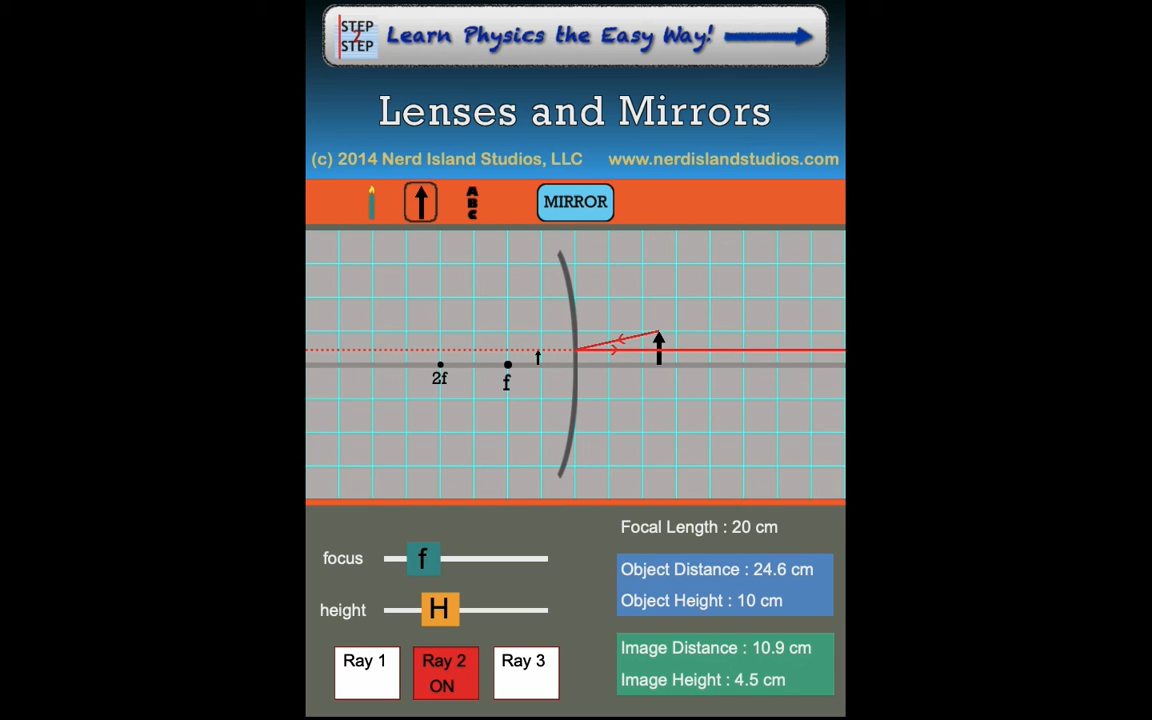 STEP
2
STEP
Learn Physics the Easy Way!
Lenses and Mirrors
(c) 2014 Nerd Island Studios, LLC www.nerdislandstudios.com
A
B
C
MIRROR
2f
f
Focal Length : 20 cm
focus
f
Object Distance : 24.6 cm
Object Height : 10 cm
height
H
Image Distance : 10.9 cm
Image Height : 4.5 cm
Ray 1
Ray 2
ON
Ray 3